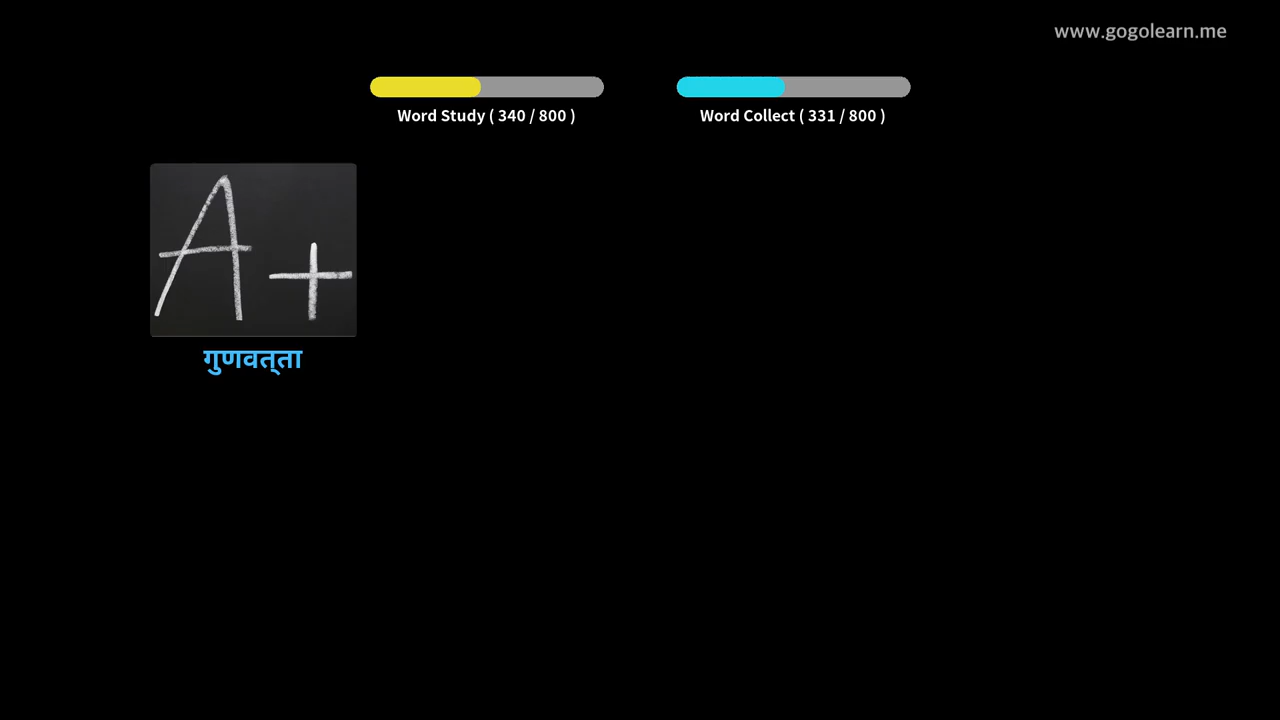 www.gogolearn.me
Word Study ( 340 / 800 )
Word Collect ( 331 / 800 )
A+
गुणवत्‌ता